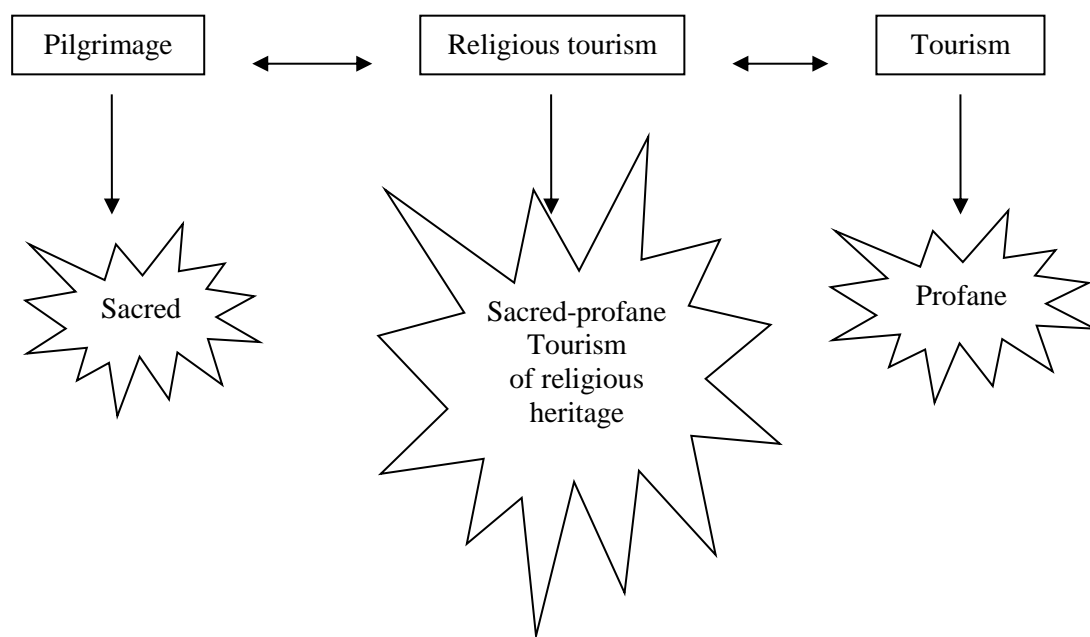 Pilgrimage
Religious tourism
Tourism
Sacred
Sacred-profane
Tourism
of religious
heritage
Profane